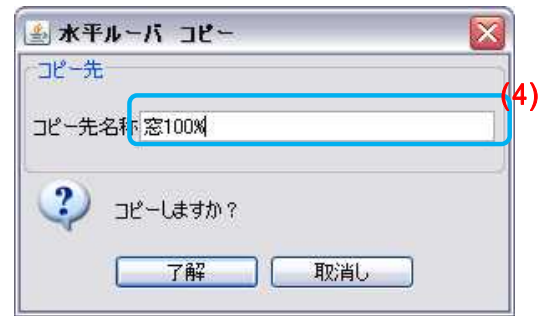 水平ルーバ コピー
コピー先
(4)
コピー先名称 窓100%
コピーしますか？
了解 取消し